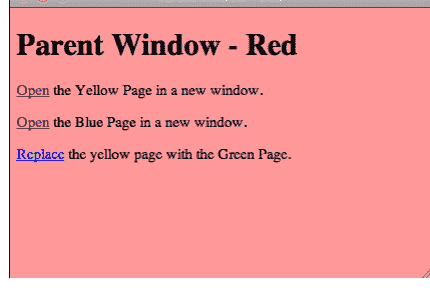 Parent Window - Red
Open the Yellow Page in a new window.
Open the Blue Page in a new window.
Replace the yellow page with the Green Page.